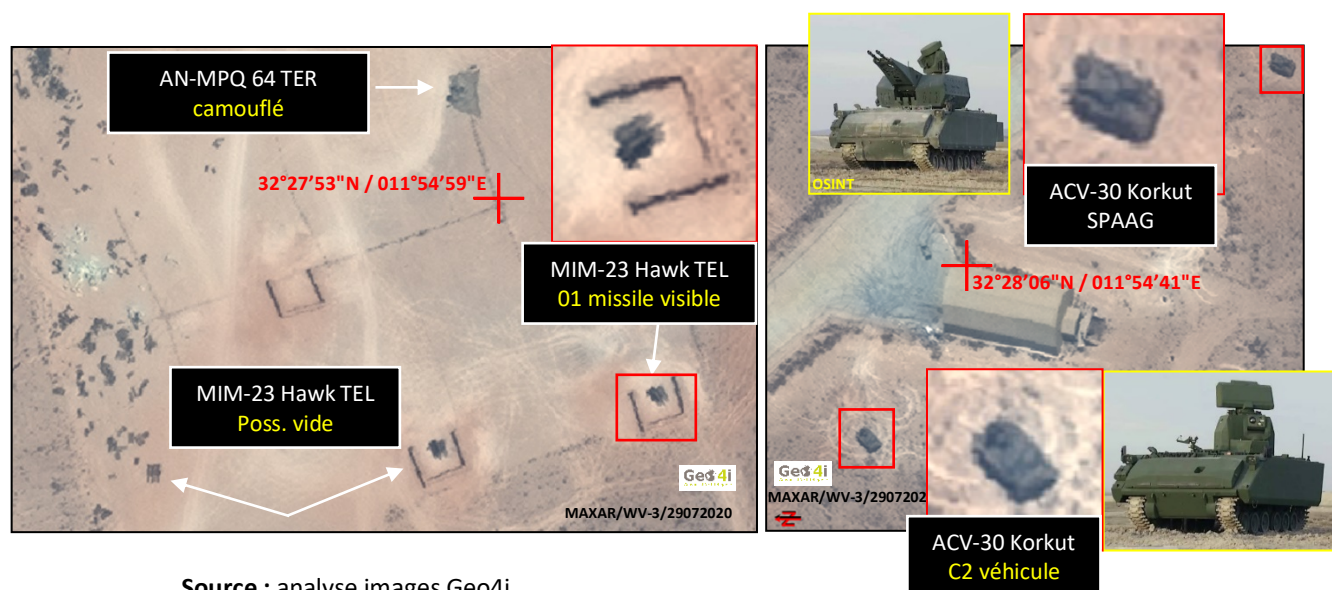 AN-MPQ 64 TER
camouflé
32°27’53"N / 011°54’59"E
MIM-23 Hawk TEL
01 missile visible
MIM-23 Hawk TEL
Poss. vide
Geo4i
MAXAR/WV-3/29072020
OSINT
ACV-30 Korkut
SPAAG
32°28’06"N / 011°54’41"E
Geo4i
MAXAR/WV-3/2907202
N
ACV-30 Korkut
C2 véhicule
Source : analyse images Geo4i